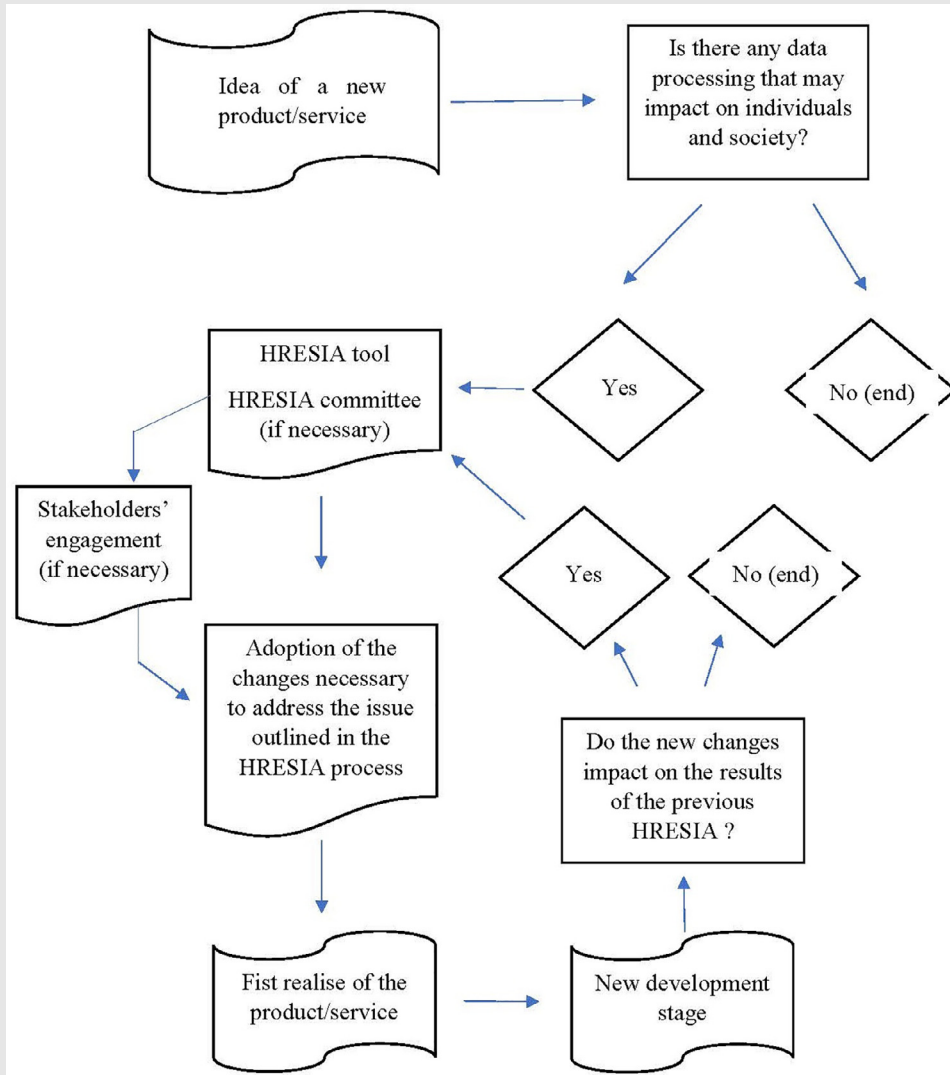 Idea of a new
product/service
Is there any data
processing that may
impact on individuals
and society?
Yes
No (end)
HRESIA tool
HRESIA committee
(if necessary)
Stakeholders'
engagement
(if necessary)
Yes
No (end)
Adoption of the
changes necessary
to address the issue
outlined in the
HRESIA process
Do the new changes
impact on the results
of the previous
HRESIA ?
Fist realise of the
product/service
New development
stage